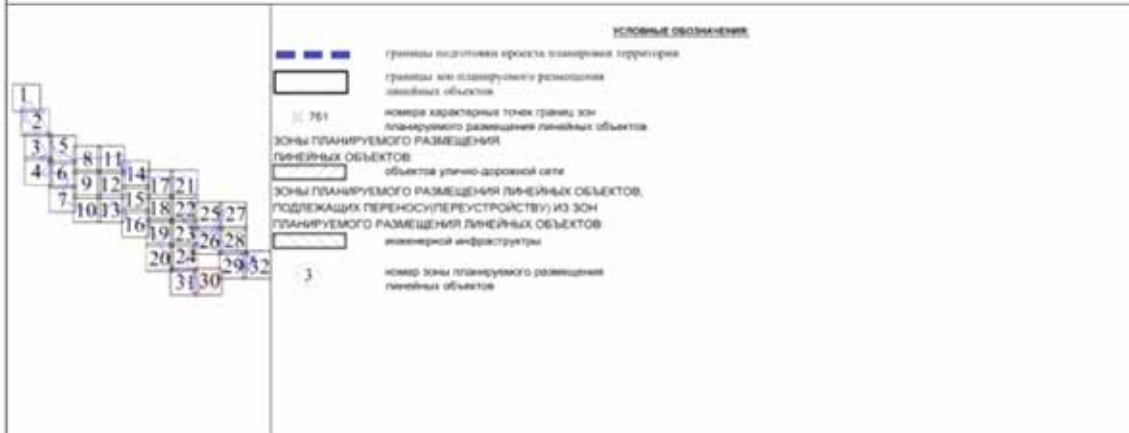 УСЛОВНЫЕ ОБОЗНАЧЕНИЯ:
границы подготовки проекта планировки территории
границы зон планируемого размещения
линейных объектов
761
номера характерных точек границ зон
планируемого размещения линейных объектов
ЗОНЫ ПЛАНИРУЕМОГО РАЗМЕЩЕНИЯ
ЛИНЕЙНЫХ ОБЪЕКТОВ:
объектов улично-дорожной сети
ЗОНЫ ПЛАНИРУЕМОГО РАЗМЕЩЕНИЯ ЛИНЕЙНЫХ ОБЪЕКТОВ,
ПОДЛЕЖАЩИХ ПЕРЕНОСУ(ПЕРЕУСТРОЙСТВУ) ИЗ ЗОН
ПЛАНИРУЕМОГО РАЗМЕЩЕНИЯ ЛИНЕЙНЫХ ОБЪЕКТОВ:
инженерной инфраструктуры
3
номер зоны планируемого размещения
линейных объектов
1
2
3 5
8 11
4 6
14
9 12
17 21
7
15
10 13
18 22 25 27
16
19 23 26 28
20 24
29 32
31 30